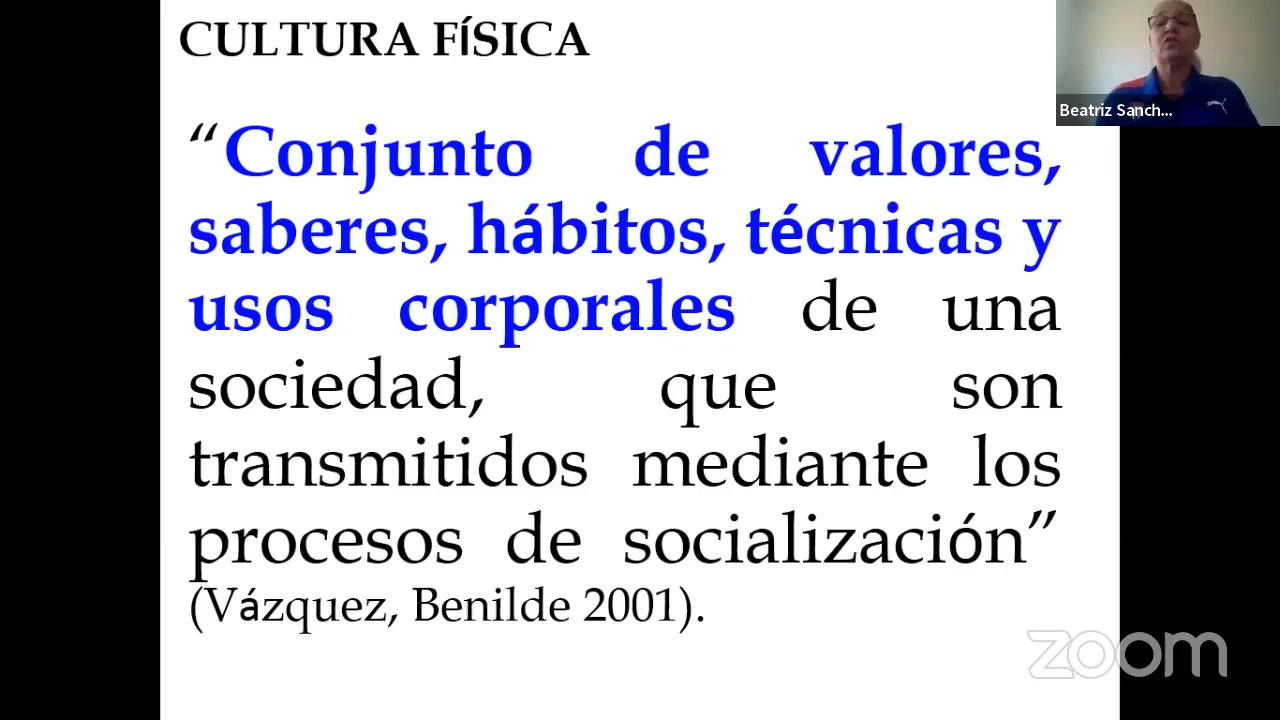 CULTURA FÍSICA
“Conjunto de valores,
saberes, hábitos, técnicas y
usos corporales de una
sociedad, que son
transmitidos mediante los
procesos de socialización”
(Vázquez, Benilde 2001).
Beatriz Sanch...
zoom